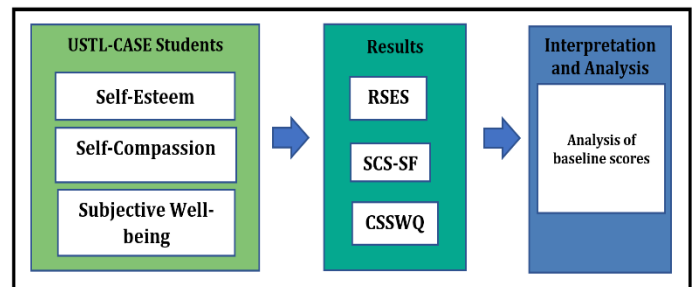 USTL-CASE Students
Self-Esteem
Self-Compassion
Subjective Well-
being
Results
RSES
SCS-SF
CSSWQ
Interpretation
and Analysis
Analysis of
baseline scores